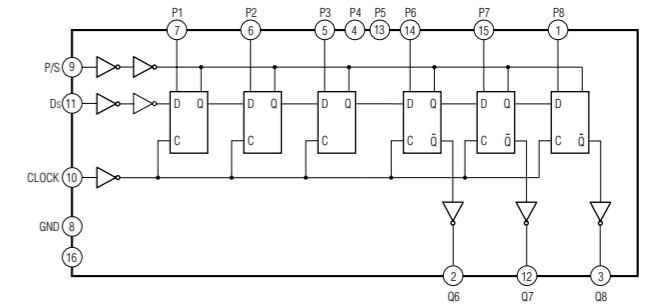 P1 P2 P3 P4 P5 P6 P7 P8
7 6 5 4 13 14 15 1
P/S 9
Ds 11
D Q D Q D Q D Q D Q D Q
C C C C Q̄ C Q̄ C Q̄
CLOCK 10
GND 8
16
2 12 3
Q6 Q7 Q8